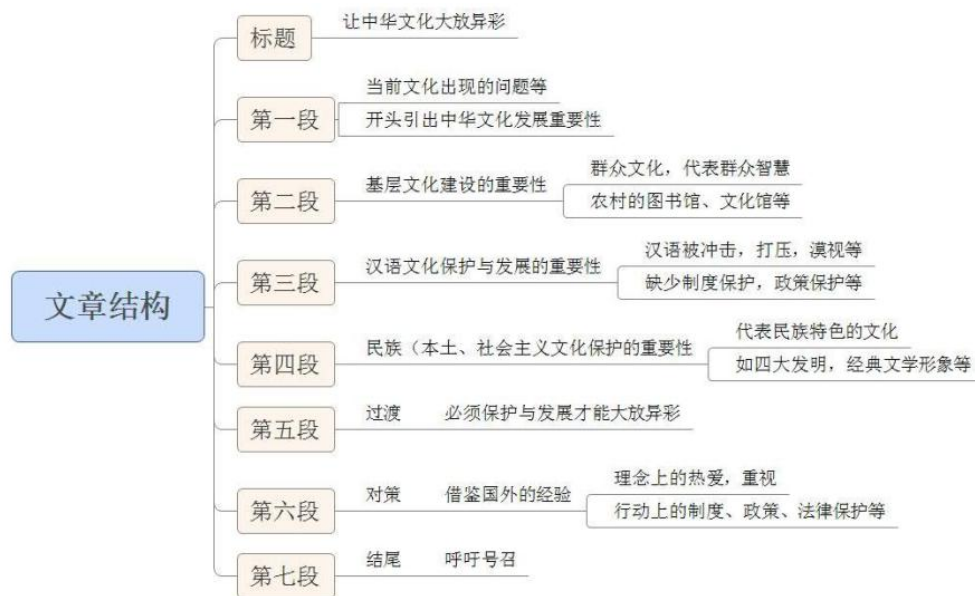 标题
让中华文化大放异彩
第一段
当前文化出现的问题等
开头引出中华文化发展重要性
第二段
基层文化建设的重要性
群众文化，代表群众智慧
农村的图书馆、文化馆等
文章结构
第三段
汉语文化保护与发展的重要性
汉语被冲击，打压，漠视等
缺少制度保护，政策保护等
第四段
民族（本土、社会主义文化保护的重要性
代表民族特色的文化
如四大发明，经典文学形象等
第五段
过渡 必须保护与发展才能大放异彩
第六段
对策 借鉴国外的经验
理念上的热爱，重视
行动上的制度、政策、法律保护等
第七段
结尾 呼吁号召